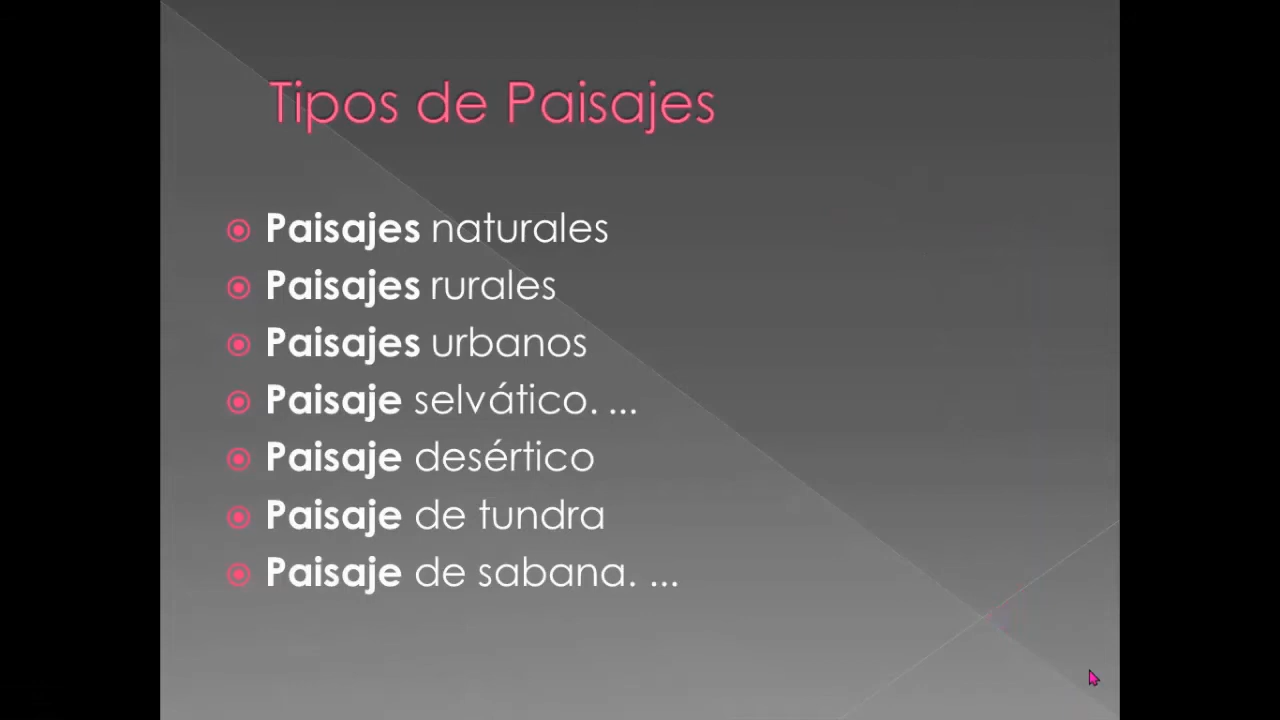 Tipos de Paisajes
Paisajes naturales
Paisajes rurales
Paisajes urbanos
Paisaje selvático. ...
Paisaje desértico
Paisaje de tundra
Paisaje de sabana. ...